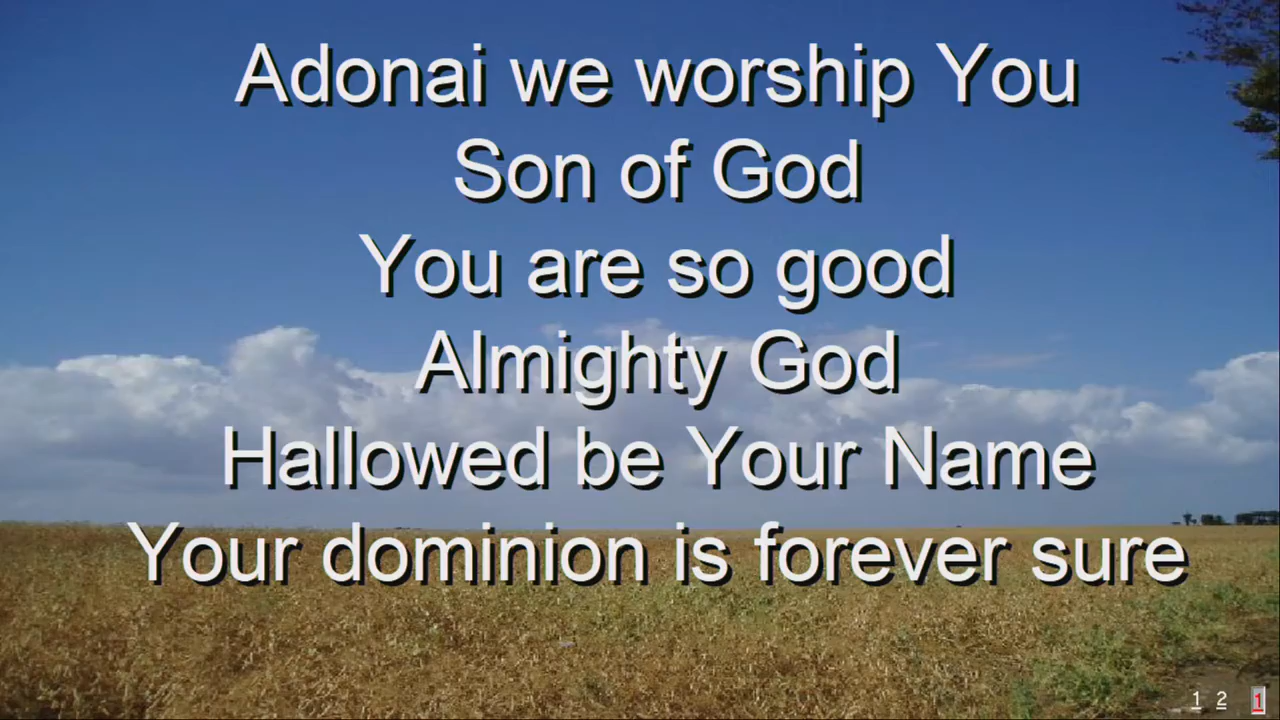 Adonai we worship You
Son of God
You are so good
Almighty God
Hallowed be Your Name
Your dominion is forever sure
1 2 1